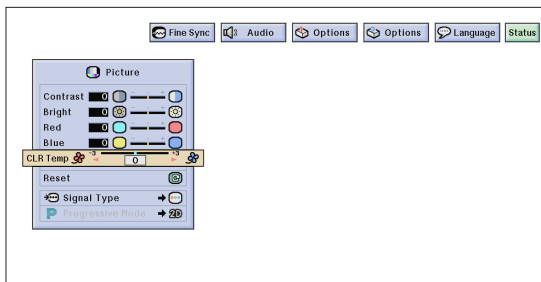 Fine Sync Audio Options Options Language Status
Picture
Contrast 0
Bright 0
Red 0
Blue 0
CLR Temp -3 0 +3
Reset
Signal Type
P Progressive Mode 2D